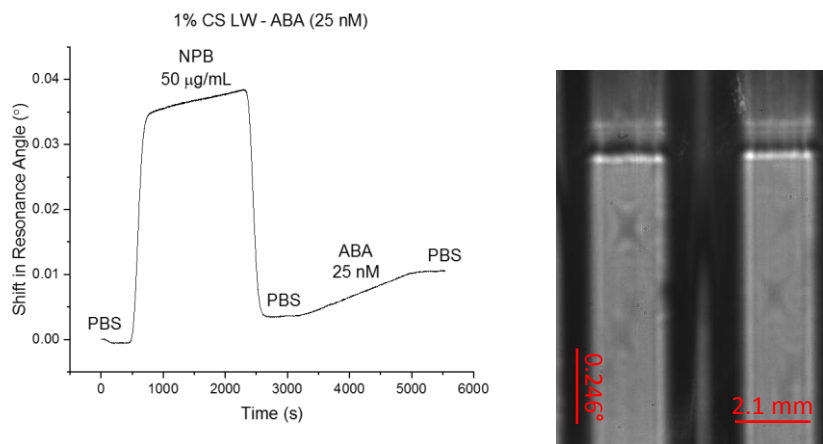 1% CS LW - ABA (25 nM)
Shift in Resonance Angle (°)
0.04
0.03
0.02
0.01
0.00
NPB
50 µg/mL
PBS
PBS
ABA
25 nM
PBS
0 1000 2000 3000 4000 5000 6000
Time (s)
0.246°
2.1 mm